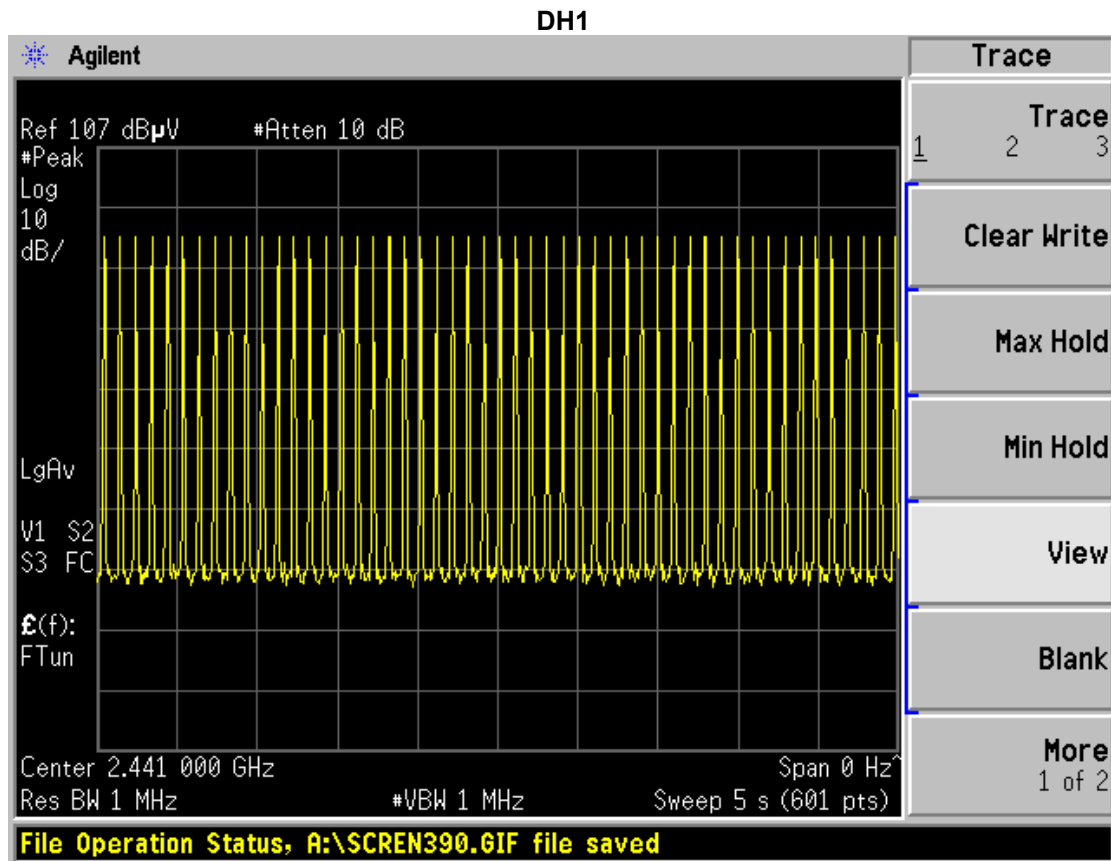 DH1
Agilent
Trace
Ref 107 dBµV #Atten 10 dB
#Peak
Log
10
dB/
LgAv
V1 S2
S3 FC
£(f):
FTun
Center 2.441 000 GHz Span 0 Hz^
Res BW 1 MHz #VBW 1 MHz Sweep 5 s (601 pts)
Trace
1 2 3
Clear Write
Max Hold
Min Hold
View
Blank
More
1 of 2
File Operation Status, A:\SCREN390.GIF file saved